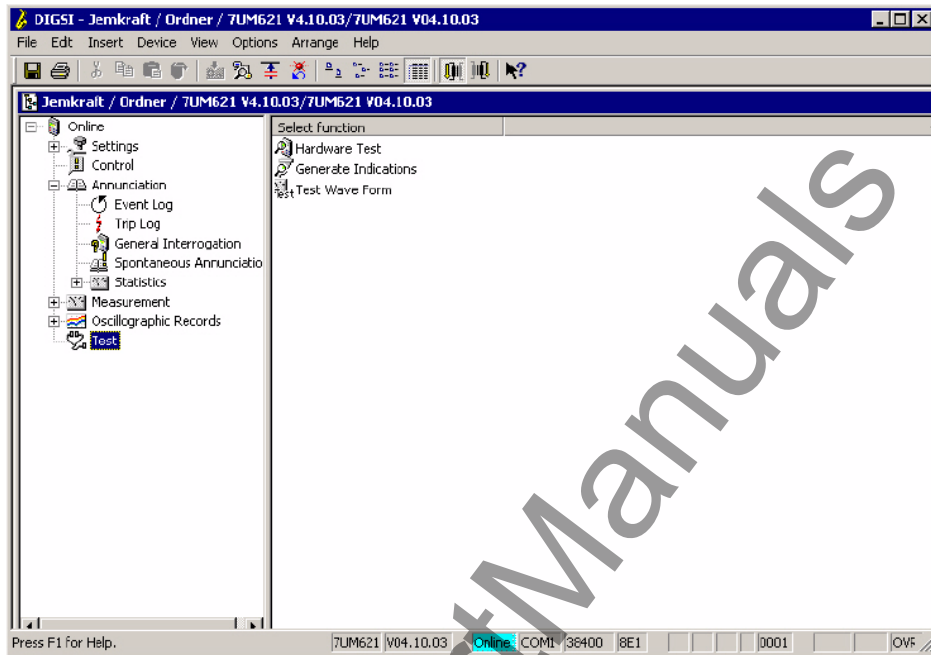 DIGSI - Jemkraft / Ordner / 7UM621 V4.10.03/7UM621 V04.10.03
File Edit Insert Device View Options Arrange Help
Jemkraft / Ordner / 7UM621 V4.10.03/7UM621 V04.10.03
Online
Settings
Control
Annunciation
Event Log
Trip Log
General Interrogation
Spontaneous Annunciatio
Statistics
Measurement
Oscillographic Records
Test
Select function
Hardware Test
Generate Indications
Test Test Wave Form
Press F1 for Help.
7UM621 V04.10.03 Online COM1 38400 8E1 0001 OVF
tManuals